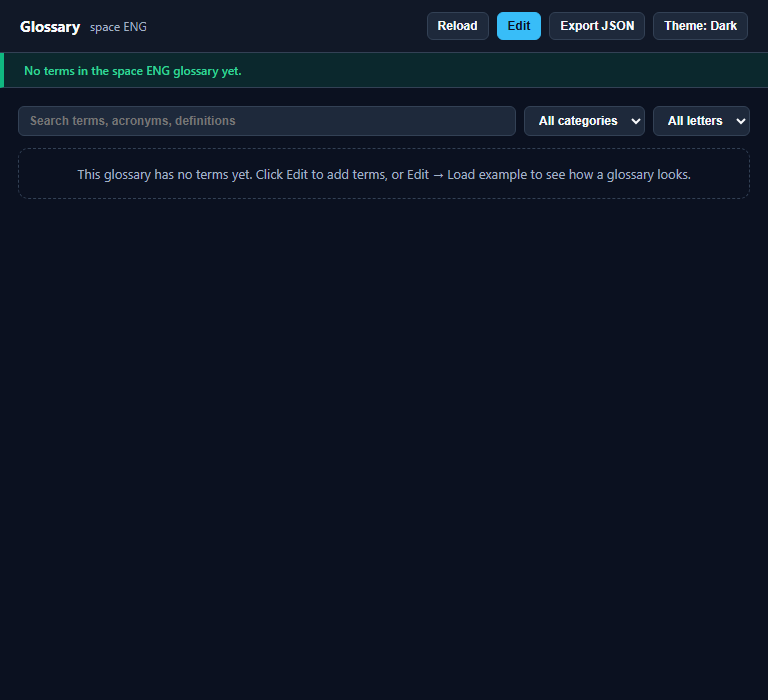 Glossary space ENG Reload Edit Export JSON Theme: Dark
No terms in the space ENG glossary yet.
Search terms, acronyms, definitions All categories All letters
This glossary has no terms yet. Click Edit to add terms, or Edit → Load example to see how a glossary looks.